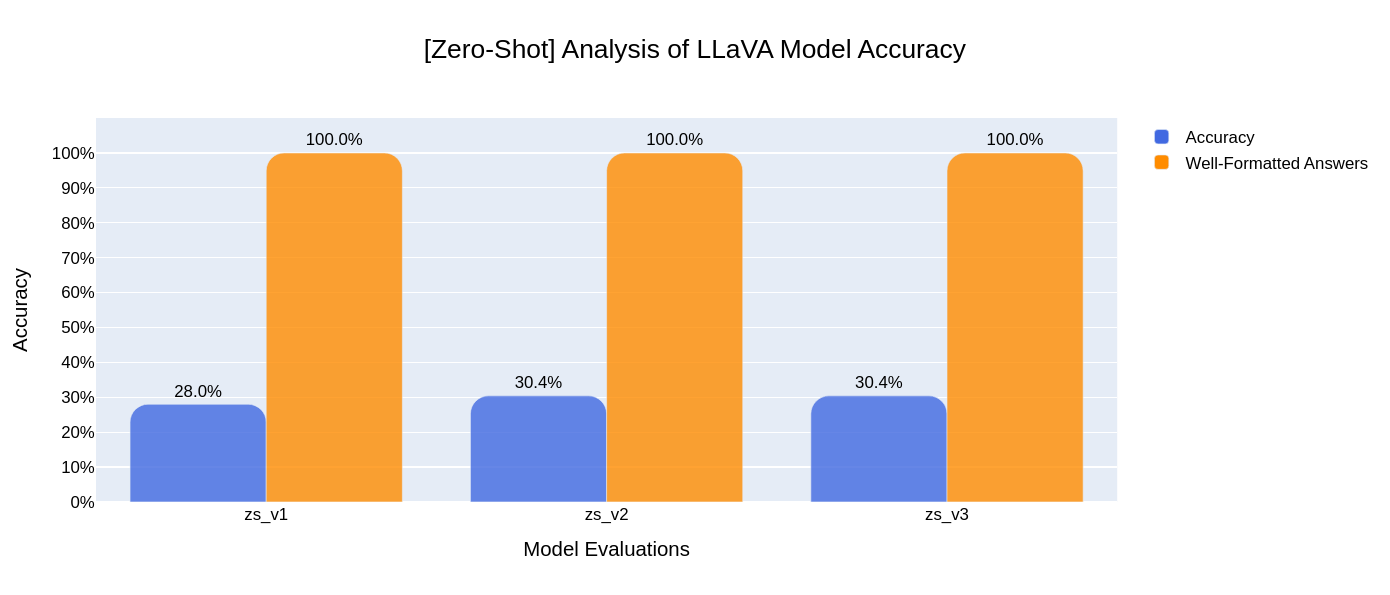 [Zero-Shot] Analysis of LLaVA Model Accuracy
Accuracy
Well-Formatted Answers
100.0%
100.0%
100.0%
100%
90%
80%
70%
60%
50%
40%
30%
20%
10%
0%
28.0%
30.4%
30.4%
Accuracy
zs_v1
zs_v2
zs_v3
Model Evaluations